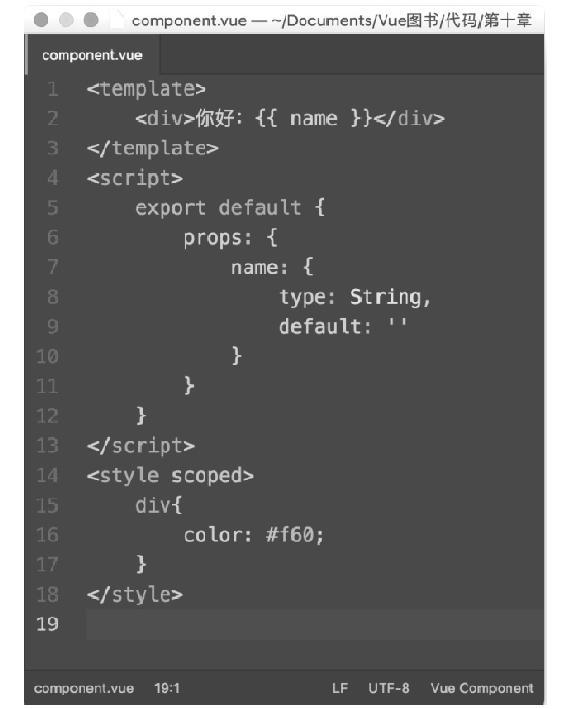 component.vue — ~/Documents/Vue图书/代码/第十章
component.vue
1 <template>
2     <div>你好: {{ name }}</div>
3 </template>
4 <script>
5     export default {
6         props: {
7             name: {
8                 type: String,
9                 default: ''
10             }
11         }
12     }
13 </script>
14 <style scoped>
15     div{
16         color: #f60;
17     }
18 </style>
19
component.vue 19:1 LF UTF-8 Vue Component